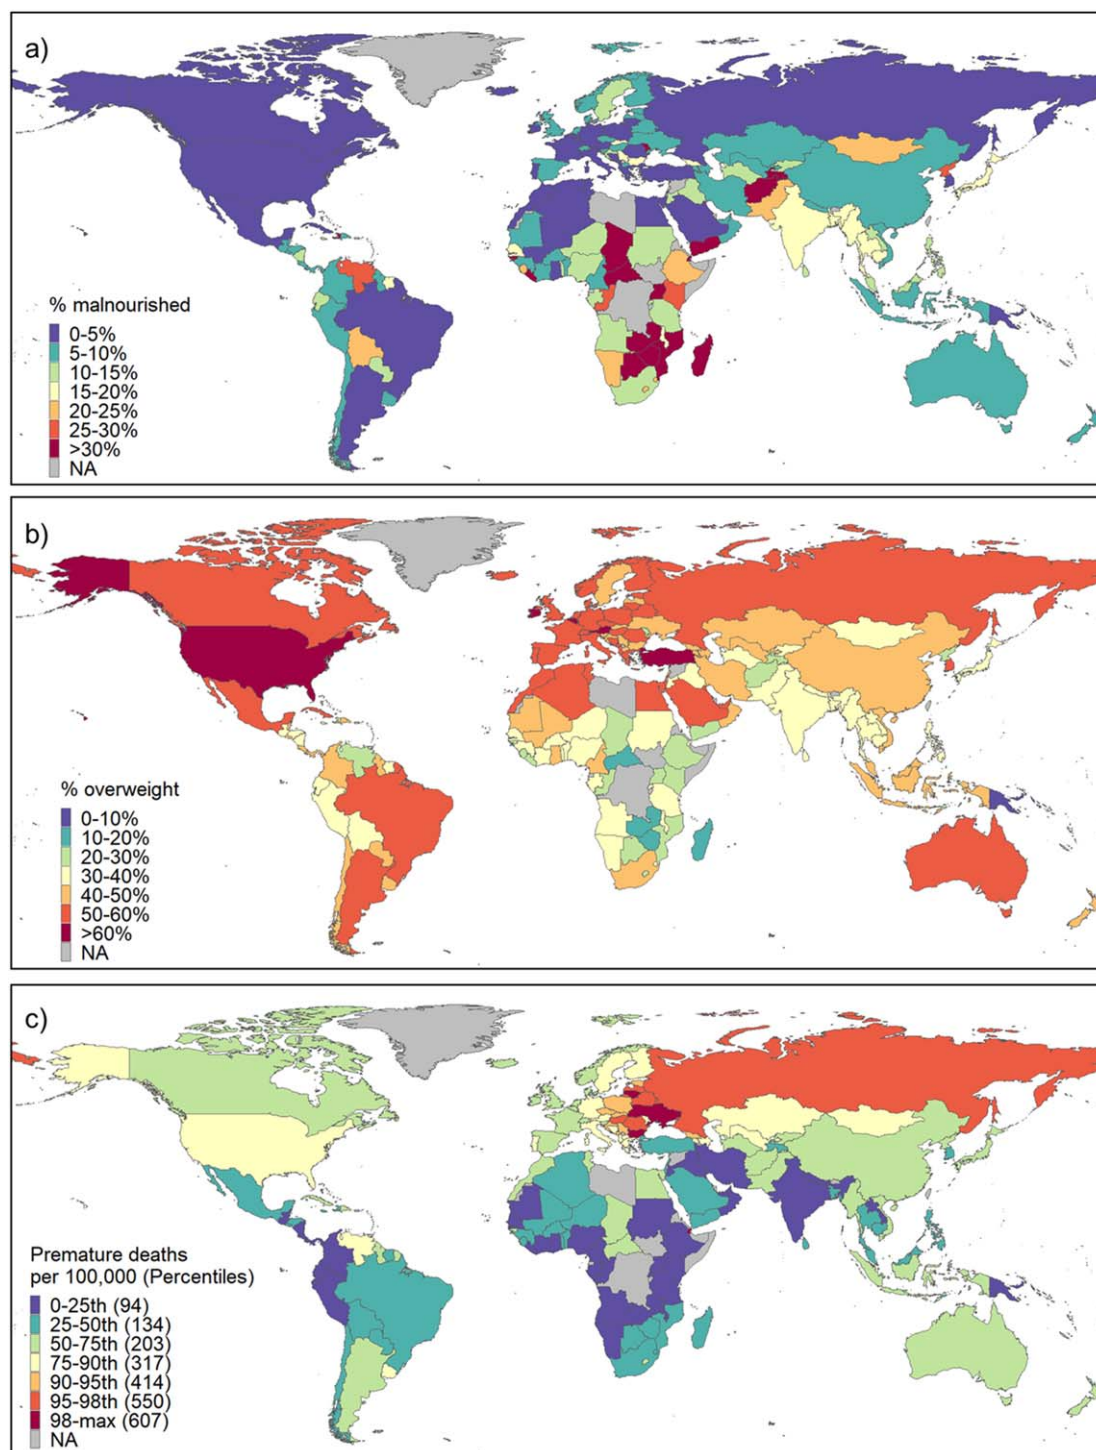 a)
% malnourished
0-5%
5-10%
10-15%
15-20%
20-25%
25-30%
>30%
NA
b)
% overweight
0-10%
10-20%
20-30%
30-40%
40-50%
50-60%
>60%
NA
c)
Premature deaths
per 100,000 (Percentiles)
0-25th (94)
25-50th (134)
50-75th (203)
75-90th (317)
90-95th (414)
95-98th (550)
98-max (607)
NA